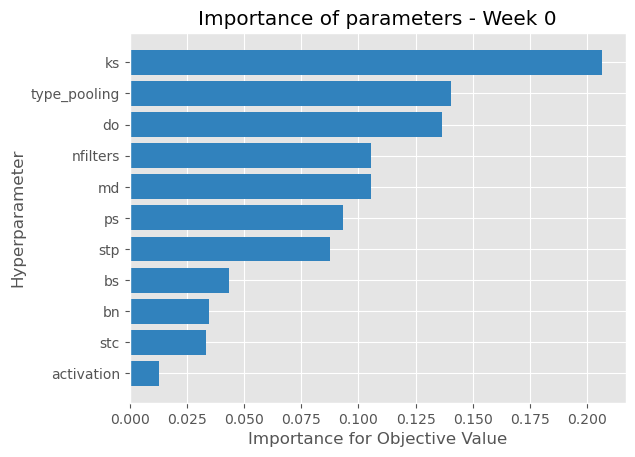 Importance of parameters - Week 0
ks
type_pooling
do
nfilters
md
ps
stp
bs
bn
stc
activation
Hyperparameter
0.000 0.025 0.050 0.075 0.100 0.125 0.150 0.175 0.200
Importance for Objective Value